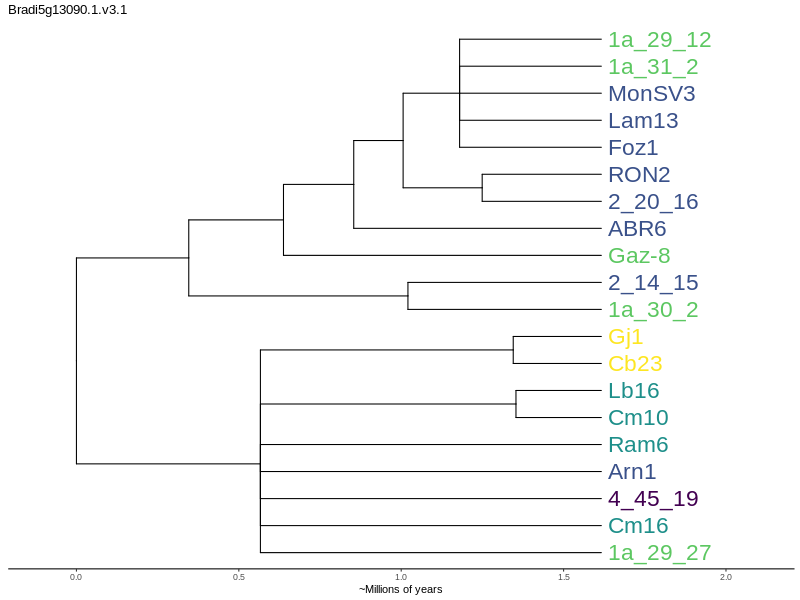 Bradi5g13090.1.v3.1
1a_29_12
1a_31_2
MonSV3
Lam13
Foz1
RON2
2_20_16
ABR6
Gaz-8
2_14_15
1a_30_2
Gj1
Cb23
Lb16
Cm10
Ram6
Arn1
4_45_19
Cm16
1a_29_27
0.0 0.5 1.0 1.5 2.0
~Millions of years